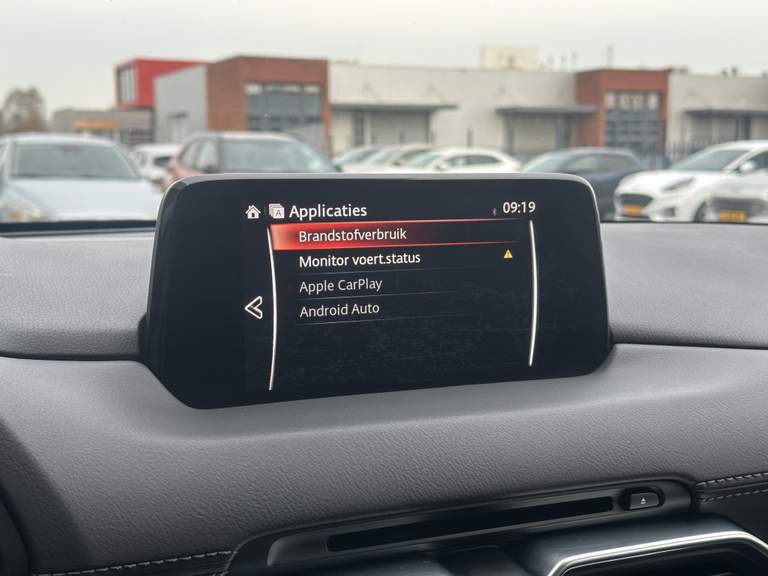 Applicaties 09:19
Brandstofverbruik
Monitor voert.status
Apple CarPlay
Android Auto